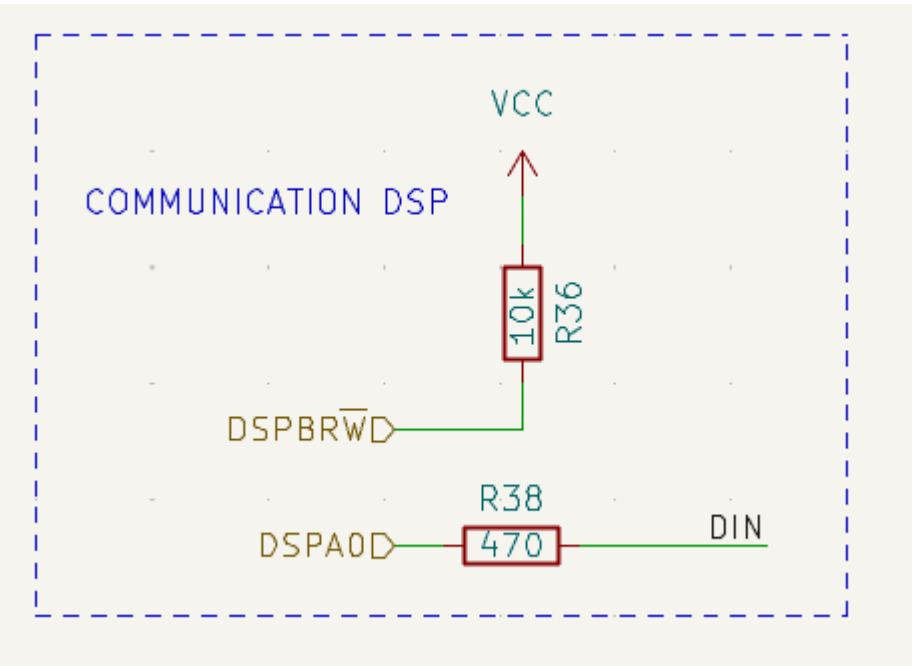 VCC
COMMUNICATION DSP
10k
R36
DSPBRW̅
R38
DSPA0
470
DIN